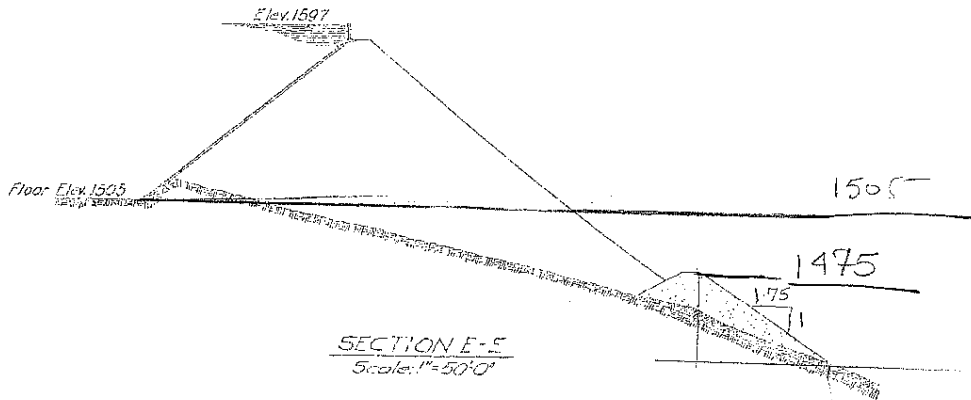 Elev. 1597
Floor Elev. 1505
1505
1475
1.75
1
SECTION E-E
Scale: 1"=50'-0"